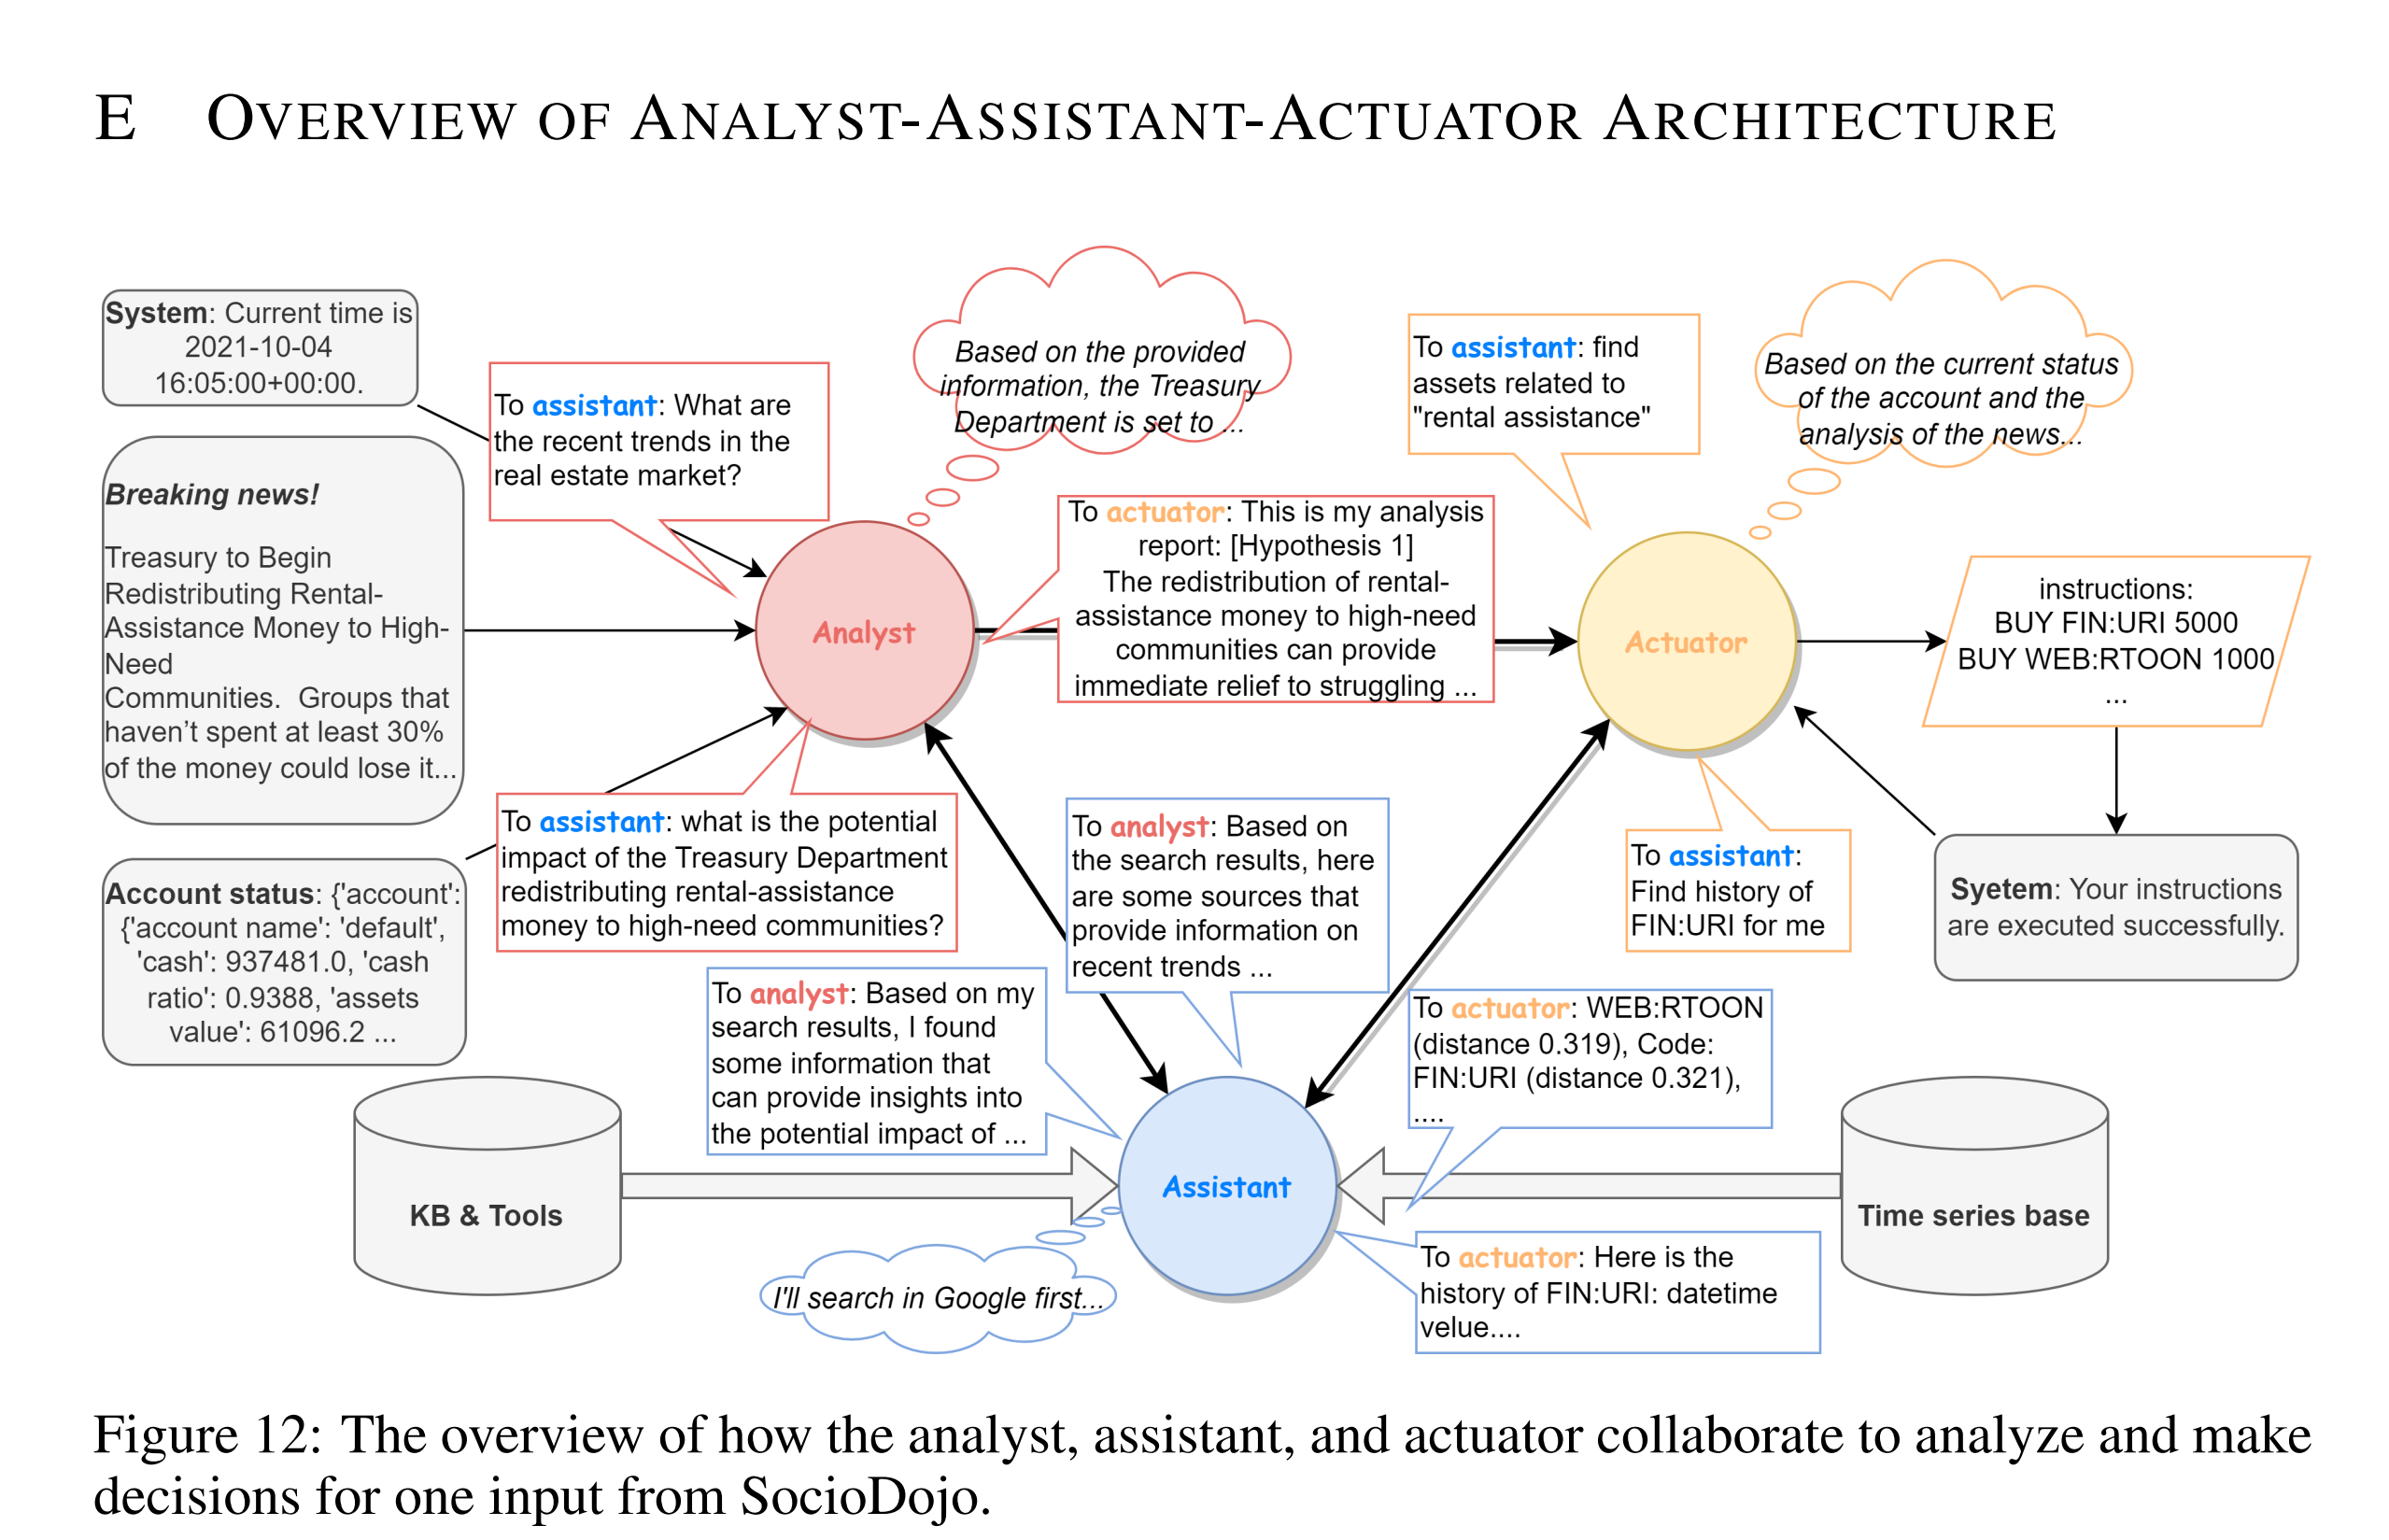 E OVERVIEW OF ANALYST-ASSISTANT-ACTUATOR ARCHITECTURE
System: Current time is
2021-10-04
16:05:00+00:00.
Breaking news!
Treasury to Begin
Redistributing Rental-
Assistance Money to High-
Need
Communities.  Groups that
haven’t spent at least 30%
of the money could lose it...
Account status: {'account':
{'account name': 'default',
'cash': 937481.0, 'cash
ratio': 0.9388, 'assets
value': 61096.2 ...
To assistant: What are
the recent trends in the
real estate market?
Based on the provided
information, the Treasury
Department is set to ...
Analyst
To assistant: what is the potential
impact of the Treasury Department
redistributing rental-assistance
money to high-need communities?
To actuator: This is my analysis
report: [Hypothesis 1]
The redistribution of rental-
assistance money to high-need
communities can provide
immediate relief to struggling ...
To assistant: find
assets related to
"rental assistance"
Based on the current status
of the account and the
analysis of the news...
Actuator
instructions:
BUY FIN:URI 5000
BUY WEB:RTOON 1000
...
To assistant:
Find history of
FIN:URI for me
Syetem: Your instructions
are executed successfully.
To analyst: Based on
the search results, here
are some sources that
provide information on
recent trends ...
To analyst: Based on my
search results, I found
some information that
can provide insights into
the potential impact of ...
To actuator: WEB:RTOON
(distance 0.319), Code:
FIN:URI (distance 0.321),
....
KB & Tools
Assistant
Time series base
I'll search in Google first...
To actuator: Here is the
history of FIN:URI: datetime
velue....
Figure 12: The overview of how the analyst, assistant, and actuator collaborate to analyze and make
decisions for one input from SocioDojo.